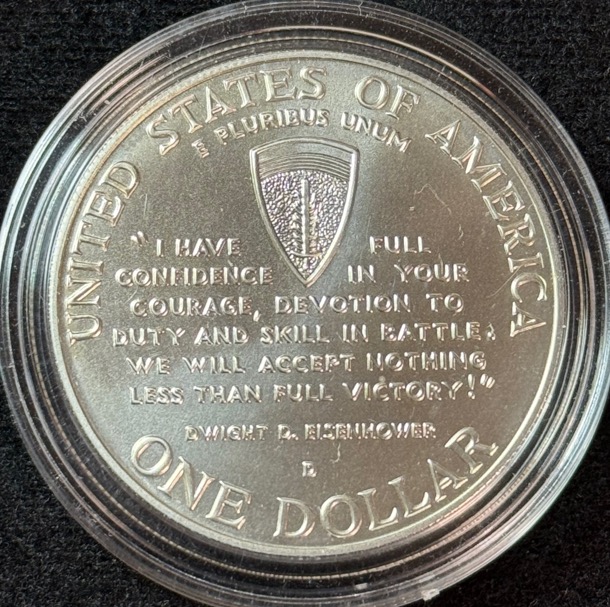 UNITED STATES OF AMERICA
E PLURIBUS UNUM
"I HAVE FULL
CONFIDENCE IN YOUR
COURAGE, DEVOTION TO
DUTY AND SKILL IN BATTLE:
WE WILL ACCEPT NOTHING
LESS THAN FULL VICTORY!"
DWIGHT D. EISENHOWER
D
ONE DOLLAR